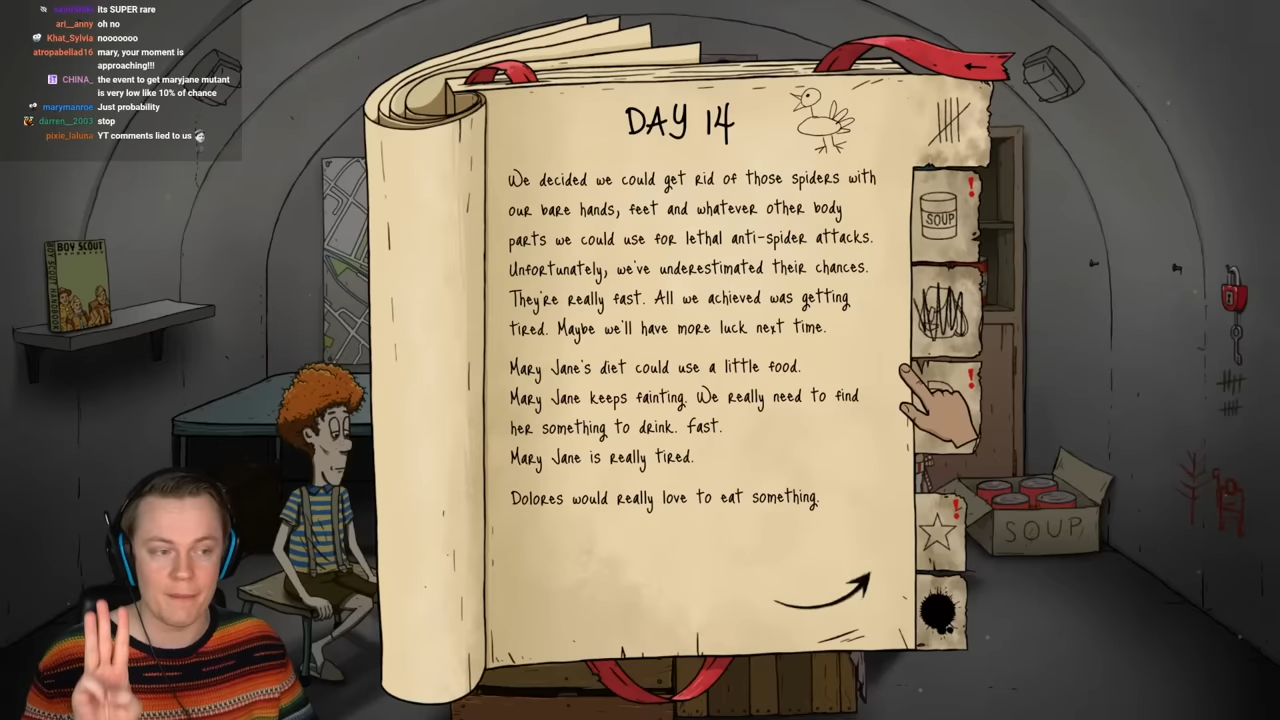 its SUPER rare
ari__anny oh no
Khat_Sylvia nooooooo
atropabellad16 mary, your moment is
approaching!!!
CHINA_ the event to get maryjane mutant
is very low like 10% of chance
marymanroe Just probability
darren__2003 stop
pixie_laluna YT comments lied to us
BOY SCOUT
BOY SCOUT HANDBOOK
DAY 14
We decided we could get rid of those spiders with
our bare hands, feet and whatever other body
parts we could use for lethal anti-spider attacks.
Unfortunately, we've underestimated their chances.
They're really fast. All we achieved was getting
tired. Maybe we'll have more luck next time.
Mary Jane's diet could use a little food.
Mary Jane keeps fainting. We really need to find
her something to drink. Fast.
Mary Jane is really tired.
Dolores would really love to eat something.
!
SOUP
!
!
SOUP